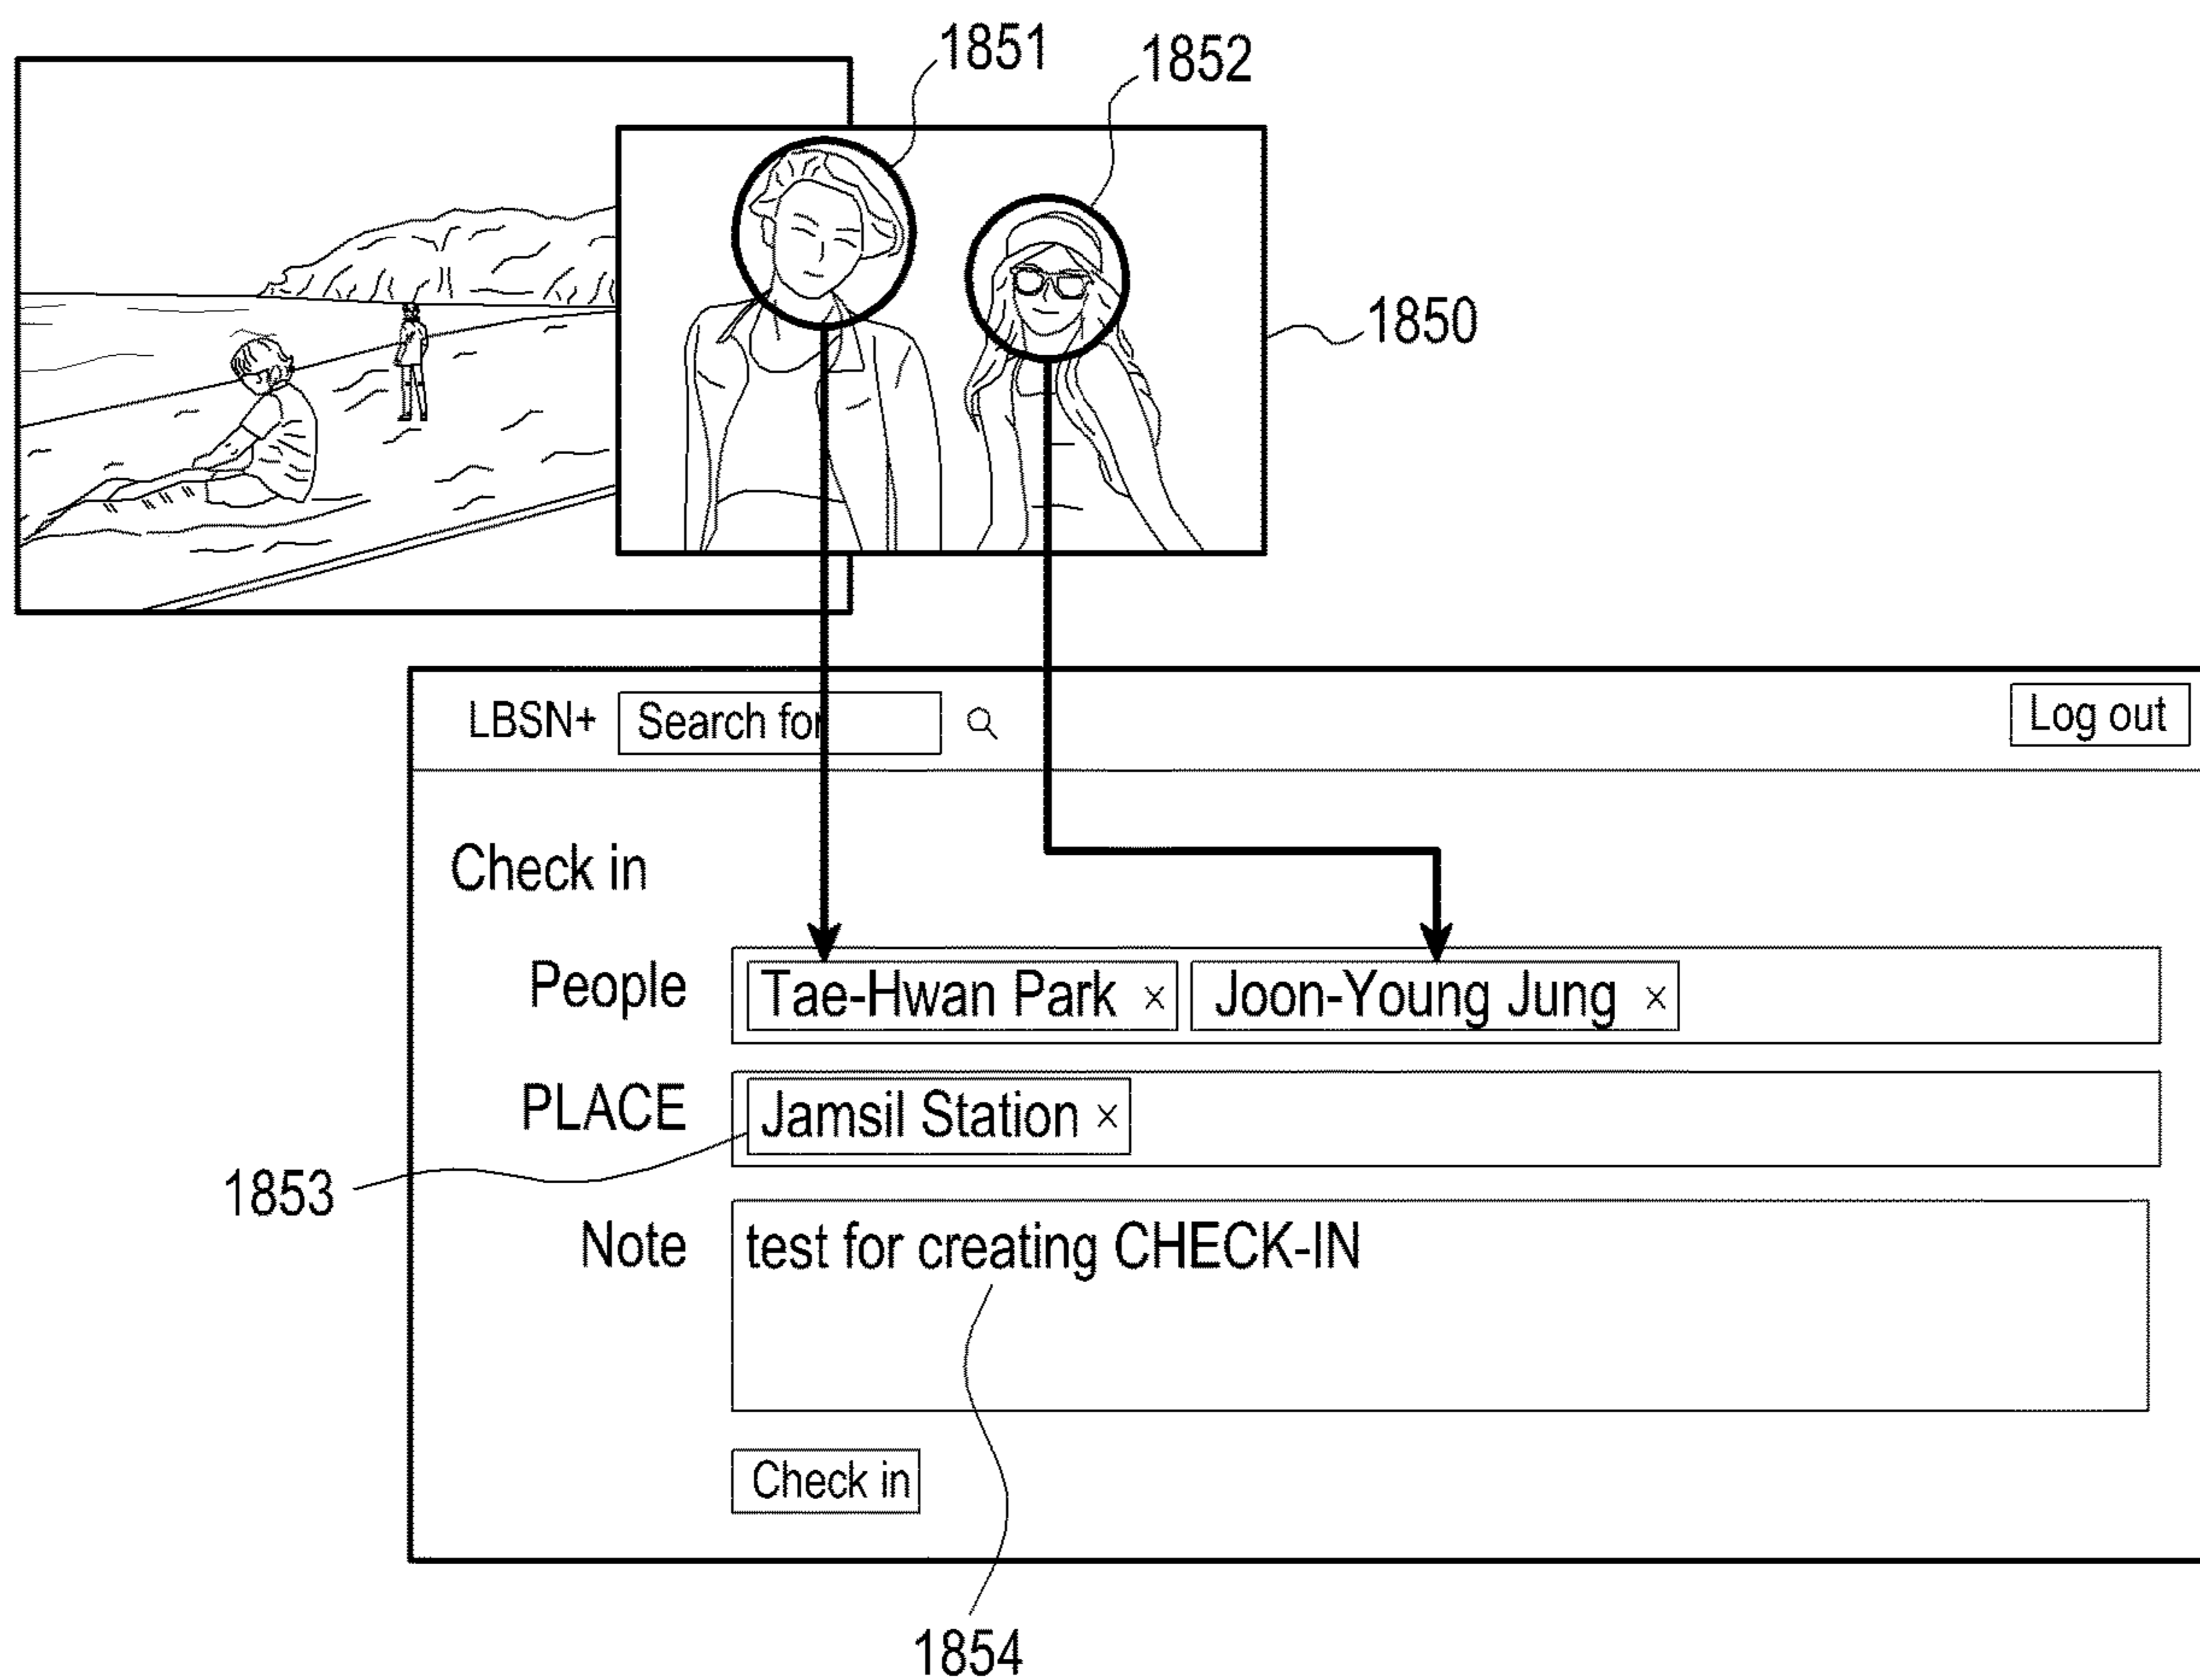 1851
1852
1850
LBSN+ Search for Log out
Check in
People Tae-Hwan Park × Joon-Young Jung ×
PLACE Jamsil Station ×
1853
Note test for creating CHECK-IN
Check in
1854